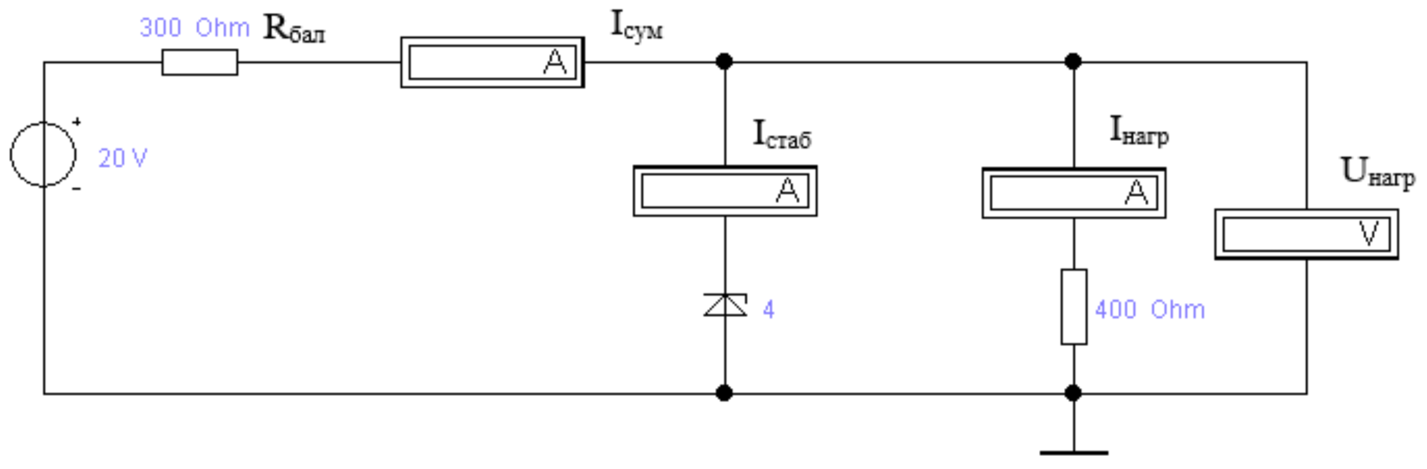 300 Ohm Rбал
Iсум
A
20 V
+
-
Iстаб
A
4
Iнагр
A
400 Ohm
Uнагр
V